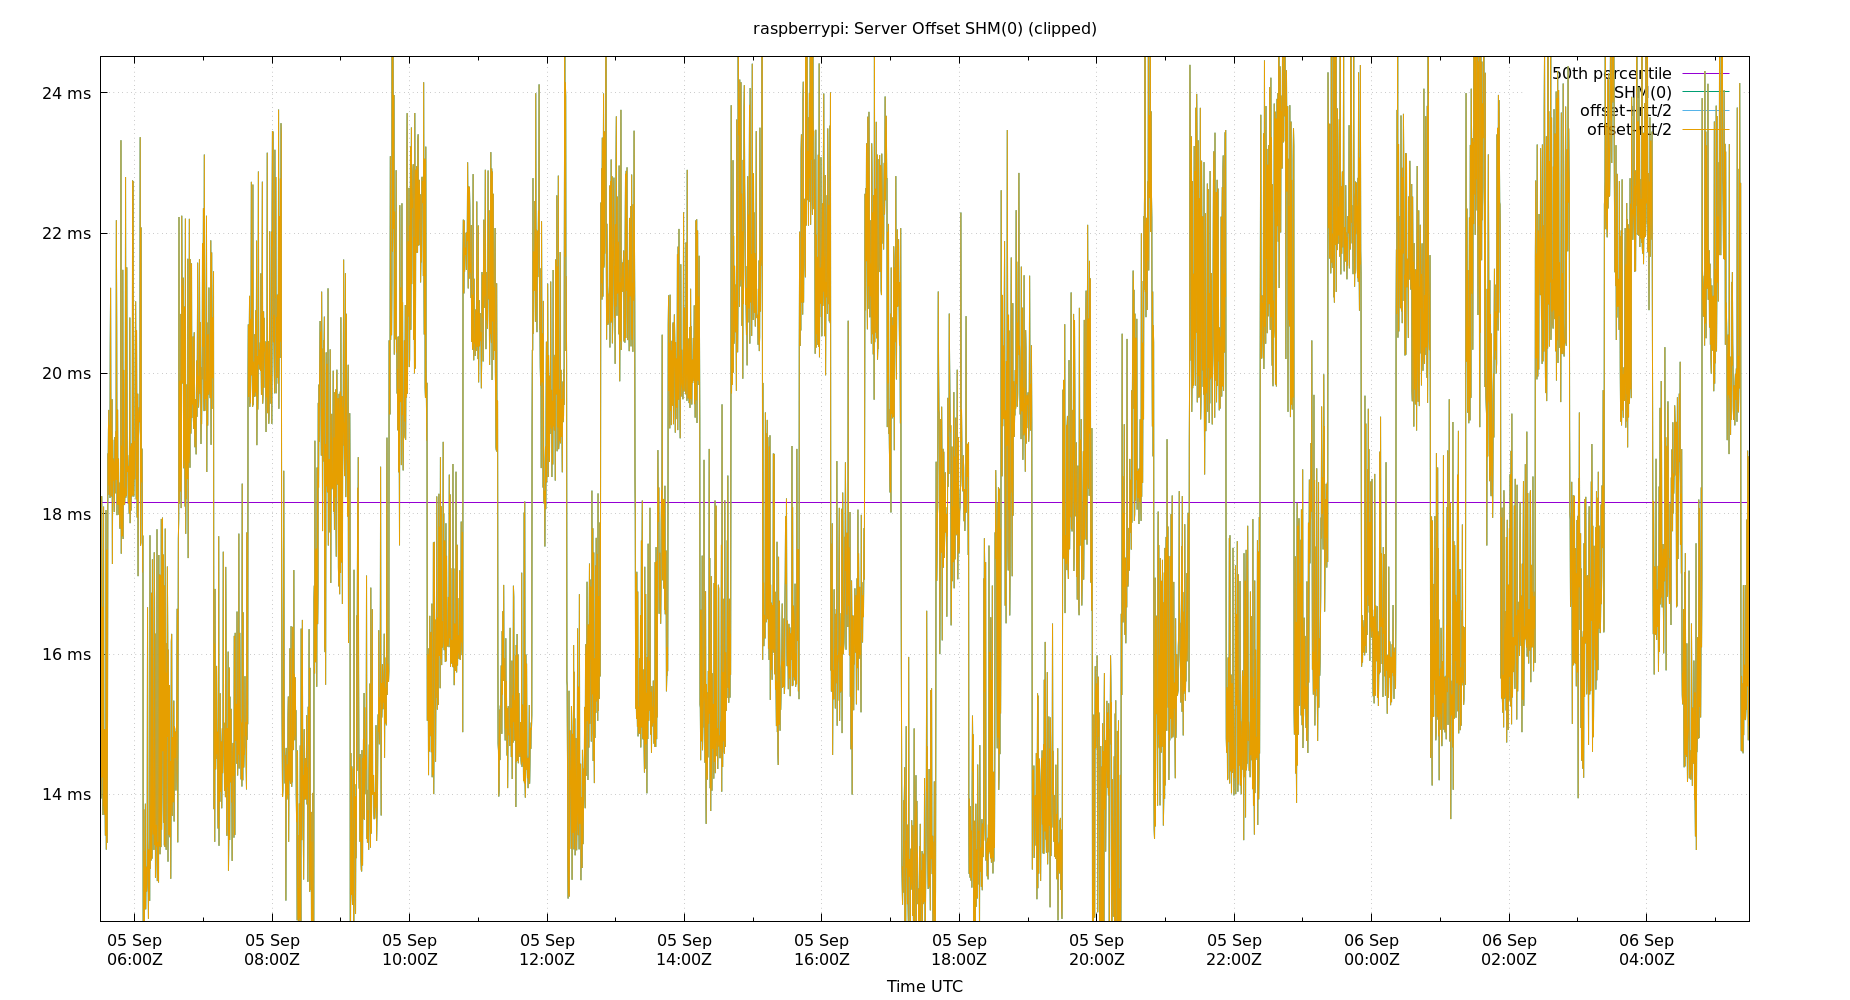 raspberrypi: Server Offset SHM(0) (clipped)
50th percentile
SHM(0)
offset+rtt/2
offset-rtt/2
24 ms
22 ms
20 ms
18 ms
16 ms
14 ms
05 Sep 05 Sep 05 Sep 05 Sep 05 Sep 05 Sep 05 Sep 05 Sep 05 Sep 06 Sep 06 Sep 06 Sep
06:00Z 08:00Z 10:00Z 12:00Z 14:00Z 16:00Z 18:00Z 20:00Z 22:00Z 00:00Z 02:00Z 04:00Z
Time UTC